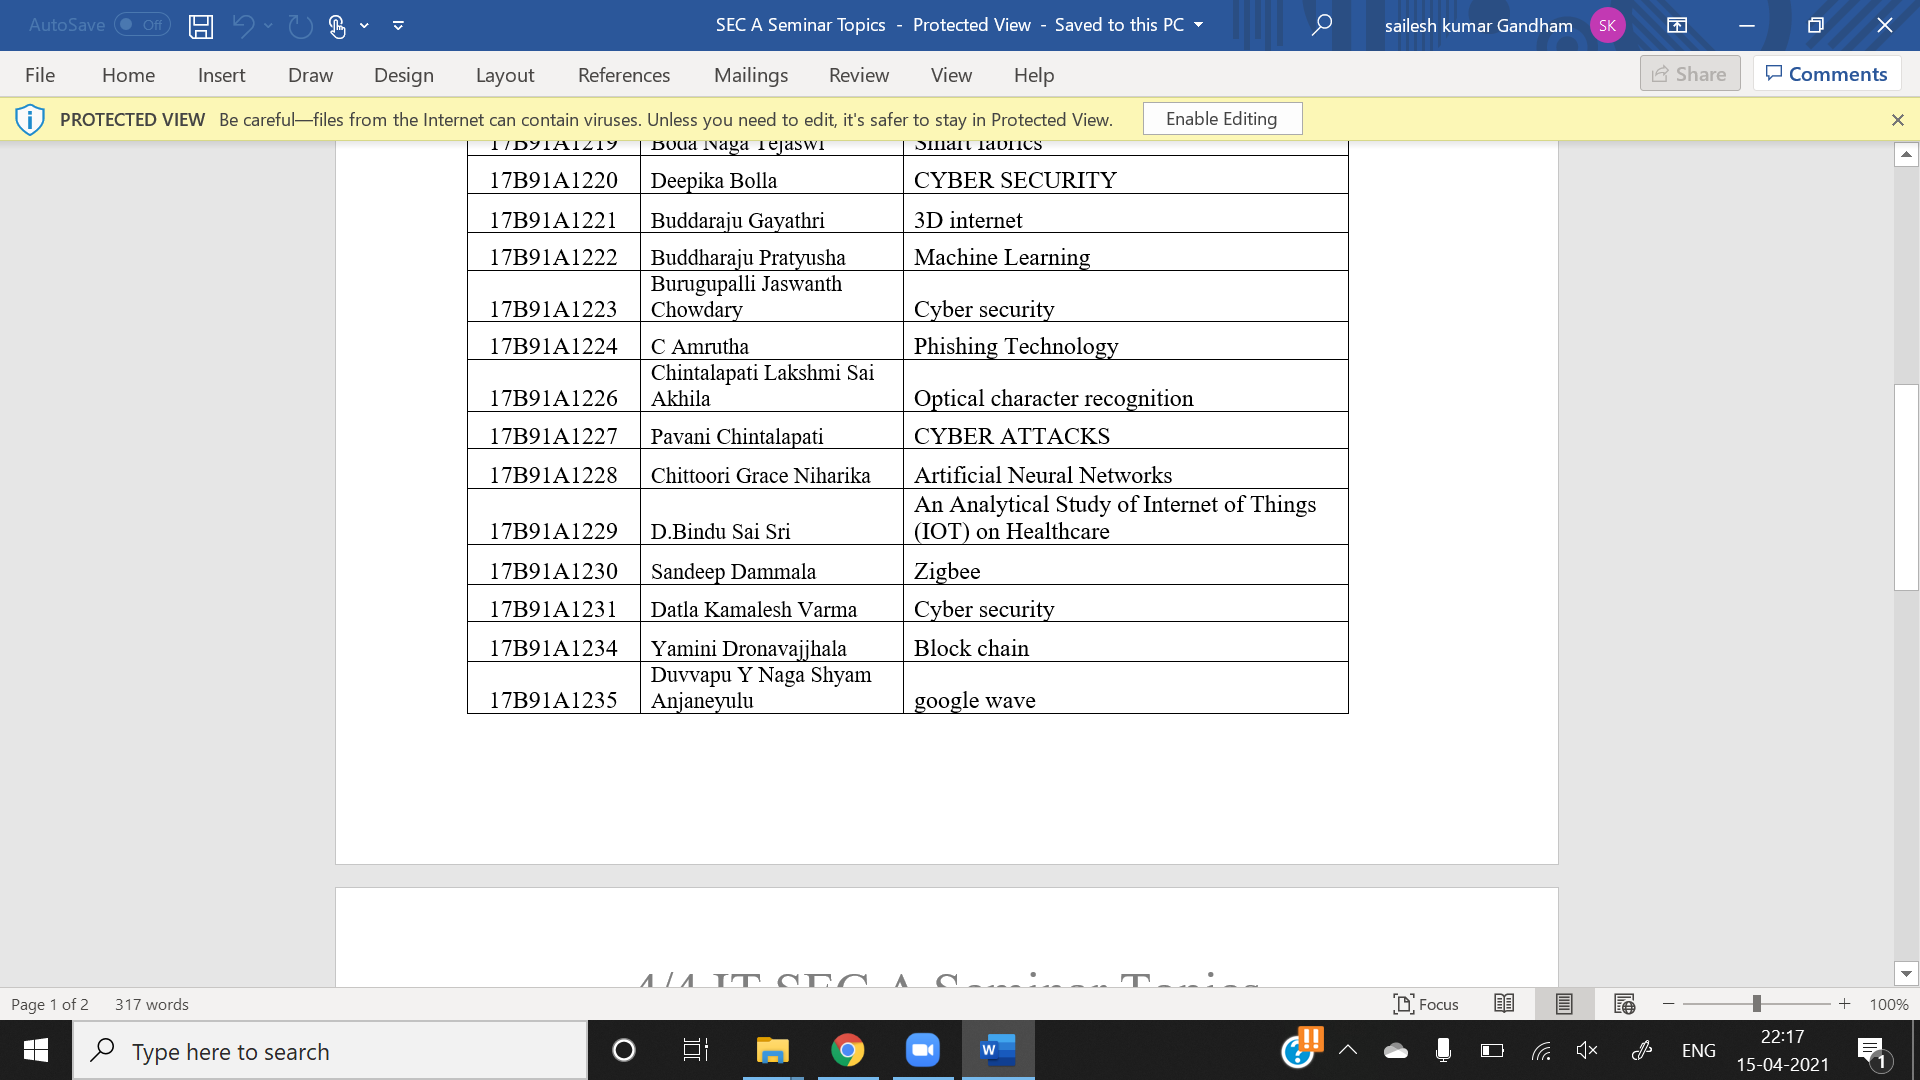 AutoSave Off
SEC A Seminar Topics - Protected View - Saved to this PC
sailesh kumar Gandham SK
File Home Insert Draw Design Layout References Mailings Review View Help Share Comments
PROTECTED VIEW Be careful—files from the Internet can contain viruses. Unless you need to edit, it's safer to stay in Protected View. Enable Editing
17B91A1219 Boda Naga Tejaswi Smart fabrics
17B91A1220 Deepika Bolla CYBER SECURITY
17B91A1221 Buddaraju Gayathri 3D internet
17B91A1222 Buddharaju Pratyusha Machine Learning
Burugupalli Jaswanth
17B91A1223 Chowdary Cyber security
17B91A1224 C Amrutha Phishing Technology
Chintalapati Lakshmi Sai
17B91A1226 Akhila Optical character recognition
17B91A1227 Pavani Chintalapati CYBER ATTACKS
17B91A1228 Chittoori Grace Niharika Artificial Neural Networks
An Analytical Study of Internet of Things
17B91A1229 D.Bindu Sai Sri (IOT) on Healthcare
17B91A1230 Sandeep Dammala Zigbee
17B91A1231 Datla Kamalesh Varma Cyber security
17B91A1234 Yamini Dronavajjhala Block chain
Duvvapu Y Naga Shyam
17B91A1235 Anjaneyulu google wave
4/4 IT SEC A Seminar Topics
Page 1 of 2 317 words Focus 100%
Type here to search
ENG
22:17
15-04-2021
1